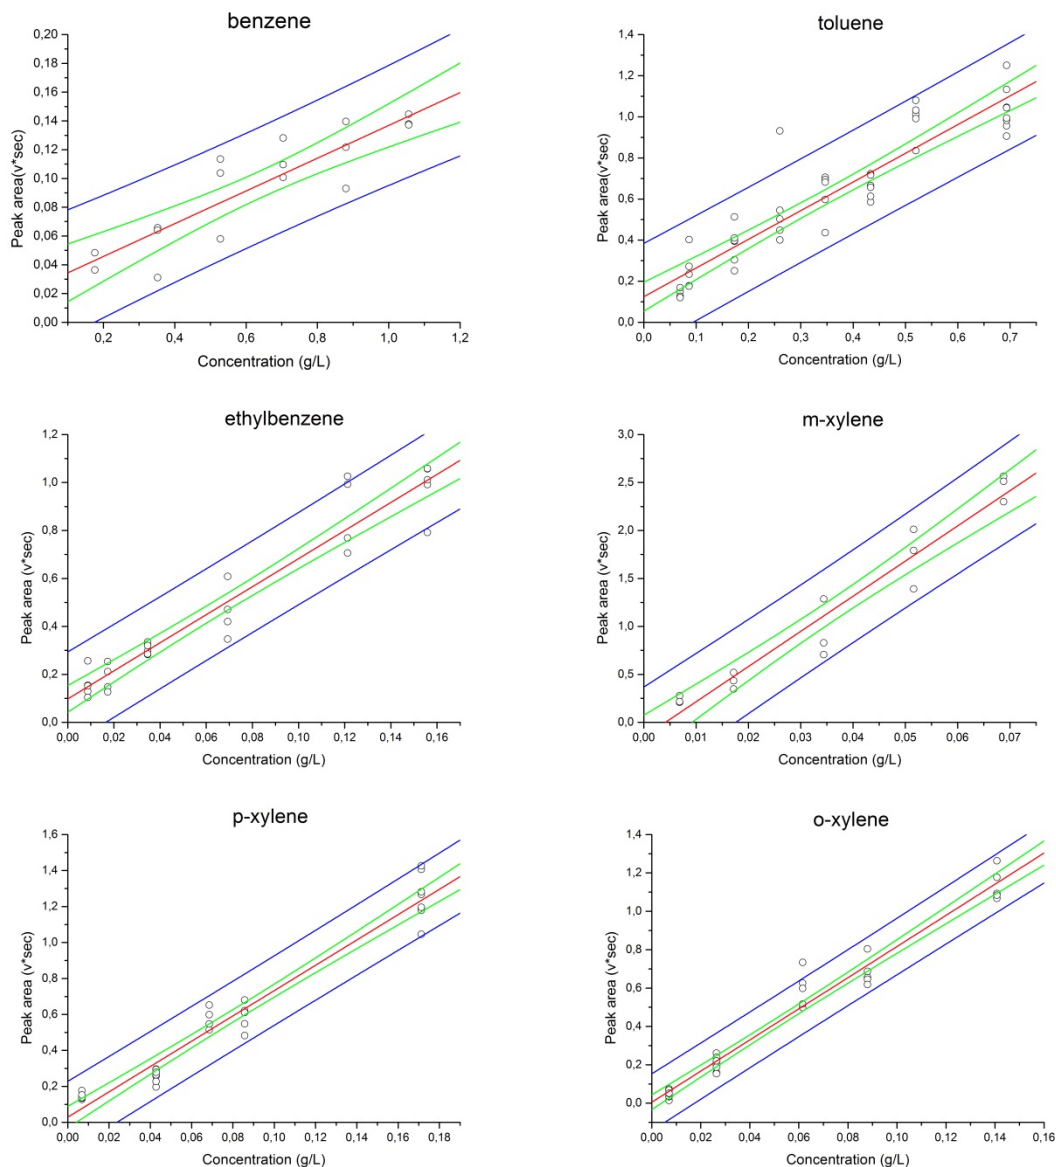 benzene
0,20
0,18
0,16
0,14
0,12
0,10
0,08
0,06
0,04
0,02
0,00
Peak area(v*sec)
0,2 0,4 0,6 0,8 1,0 1,2
Concentration (g/L)
toluene
1,4
1,2
1,0
0,8
0,6
0,4
0,2
0,0
Peak area(v*sec)
0,0 0,1 0,2 0,3 0,4 0,5 0,6 0,7
Concentration (g/L)
ethylbenzene
1,2
1,0
0,8
0,6
0,4
0,2
0,0
Peak area (v*sec)
0,00 0,02 0,04 0,06 0,08 0,10 0,12 0,14 0,16
Concentration (g/L)
m-xylene
3,0
2,5
2,0
1,5
1,0
0,5
0,0
Peak area (v*sec)
0,00 0,01 0,02 0,03 0,04 0,05 0,06 0,07
Concentration (g/L)
p-xylene
1,6
1,4
1,2
1,0
0,8
0,6
0,4
0,2
0,0
Peak area (v*sec)
0,00 0,02 0,04 0,06 0,08 0,10 0,12 0,14 0,16 0,18
Concentration (g/L)
o-xylene
1,4
1,2
1,0
0,8
0,6
0,4
0,2
0,0
Peak area (v*sec)
0,00 0,02 0,04 0,06 0,08 0,10 0,12 0,14 0,16
Concentration (g/L)